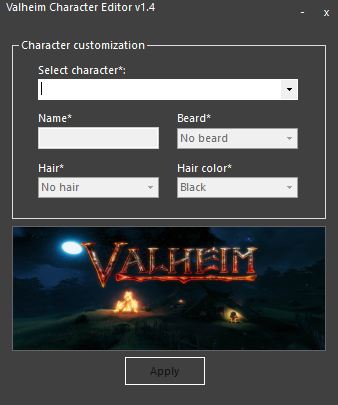 Valheim Character Editor v1.4
- x
Character customization
Select character*:
Name* Beard*
No beard
Hair* Hair color*
No hair Black
VALHEIM
Apply